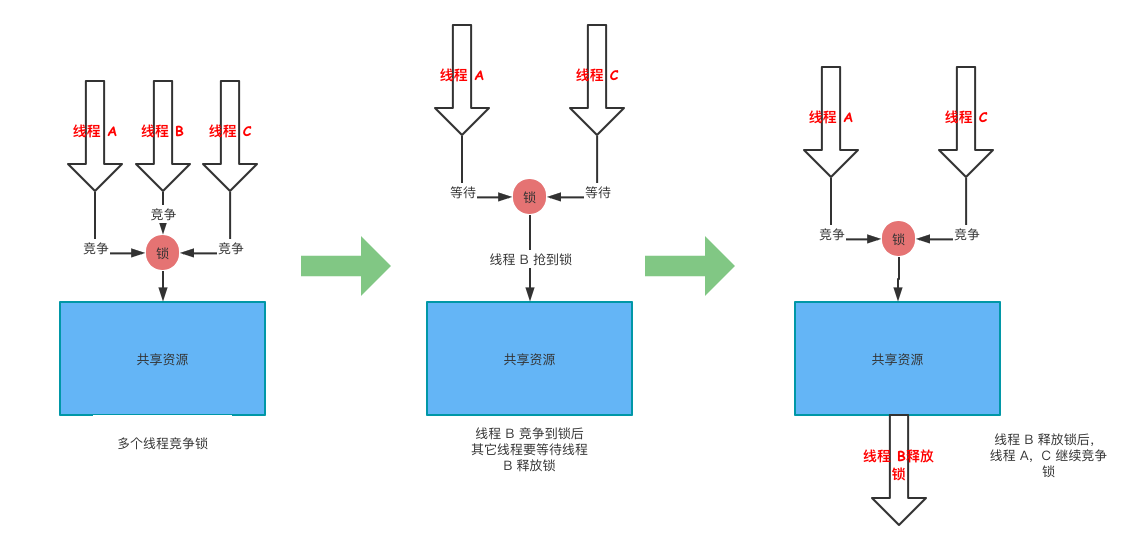 线程 A
线程 B
线程 C
竞争
竞争
竞争
锁
共享资源
多个线程竞争锁
线程 A
线程 C
等待
等待
锁
线程 B 抢到锁
共享资源
线程 B 竞争到锁后
其它线程要等待线程
B 释放锁
线程 A
线程 C
竞争
竞争
锁
共享资源
线程 B释放
锁
线程 B 释放锁后，
线程 A，C 继续竞争
锁